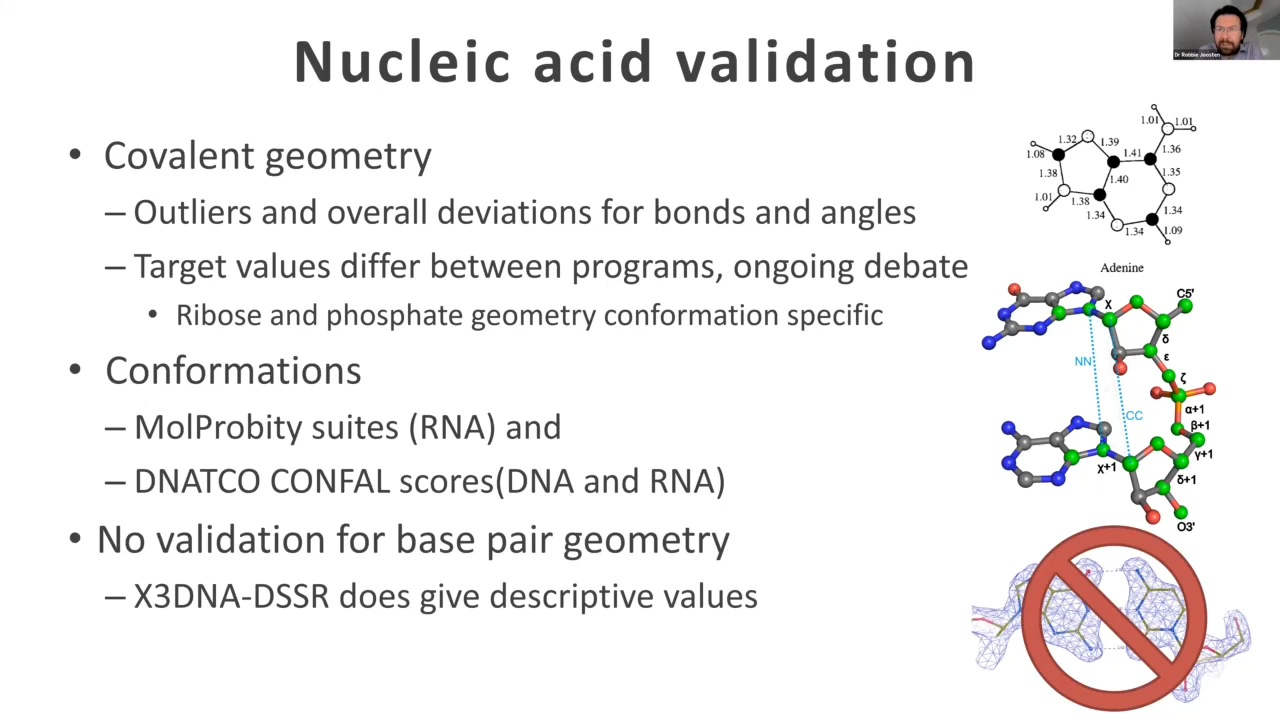 Nucleic acid validation
Dr Robbie Joosten
• Covalent geometry
– Outliers and overall deviations for bonds and angles
– Target values differ between programs, ongoing debate
• Ribose and phosphate geometry conformation specific
• Conformations
– MolProbity suites (RNA) and
– DNATCO CONFAL scores(DNA and RNA)
• No validation for base pair geometry
– X3DNA-DSSR does give descriptive values
1.01 1.01
1.32 1.39
1.08 1.41 1.36
1.38 1.40 1.35
1.01 1.38
1.34 1.34
1.34 1.09
Adenine
χ C5'
δ
NN ε
ζ
CC α+1
β+1
γ+1
χ+1
δ+1
O3'